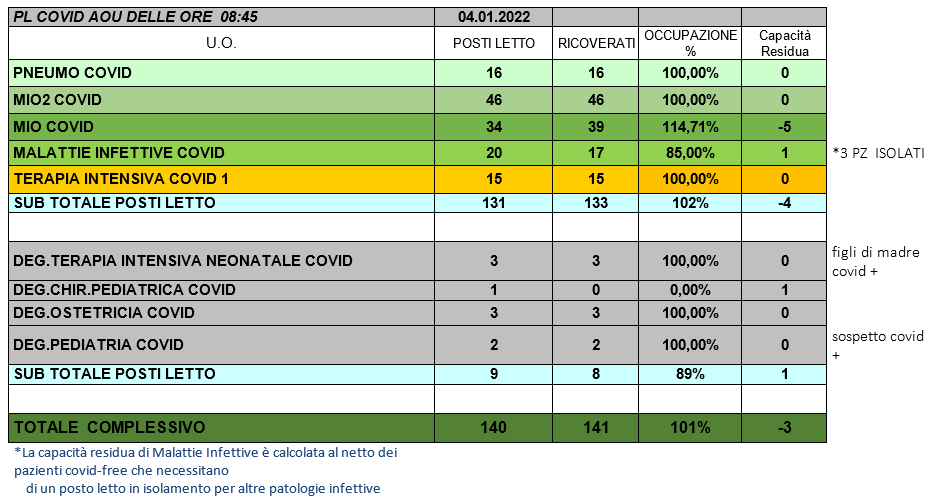 PL COVID AOU DELLE ORE 08:45 04.01.2022
U.O. POSTI LETTO RICOVERATI OCCUPAZIONE % Capacità Residua
PNEUMO COVID 16 16 100,00% 0
MIO2 COVID 46 46 100,00% 0
MIO COVID 34 39 114,71% -5
MALATTIE INFETTIVE COVID 20 17 85,00% 1 *3 PZ ISOLATI
TERAPIA INTENSIVA COVID 1 15 15 100,00% 0
SUB TOTALE POSTI LETTO 131 133 102% -4
DEG.TERAPIA INTENSIVA NEONATALE COVID 3 3 100,00% 0 figli di madre covid +
DEG.CHIR.PEDIATRICA COVID 1 0 0,00% 1
DEG.OSTETRICIA COVID 3 3 100,00% 0
DEG.PEDIATRIA COVID 2 2 100,00% 0 sospetto covid +
SUB TOTALE POSTI LETTO 9 8 89% 1
TOTALE COMPLESSIVO 140 141 101% -3
*La capacità residua di Malattie Infettive è calcolata al netto dei
pazienti covid-free che necessitano
di un posto letto in isolamento per altre patologie infettive